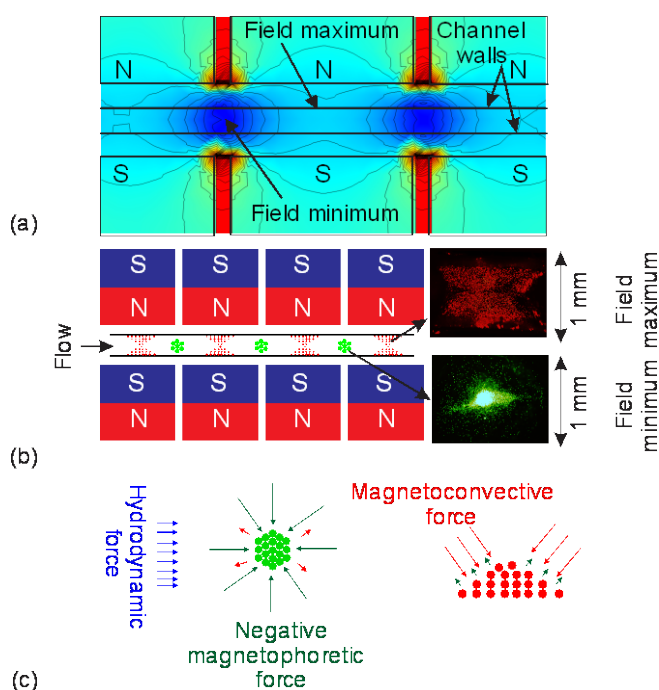 Field maximum
Channel
walls
N
N
N
S
S
S
Field minimum
(a)
S
S
S
S
N
N
N
N
Flow
S
S
S
S
N
N
N
N
1 mm
Field
maximum
1 mm
Field
minimum
(b)
Hydrodynamic
force
Magnetoconvective
force
Negative
magnetophoretic
force
(c)